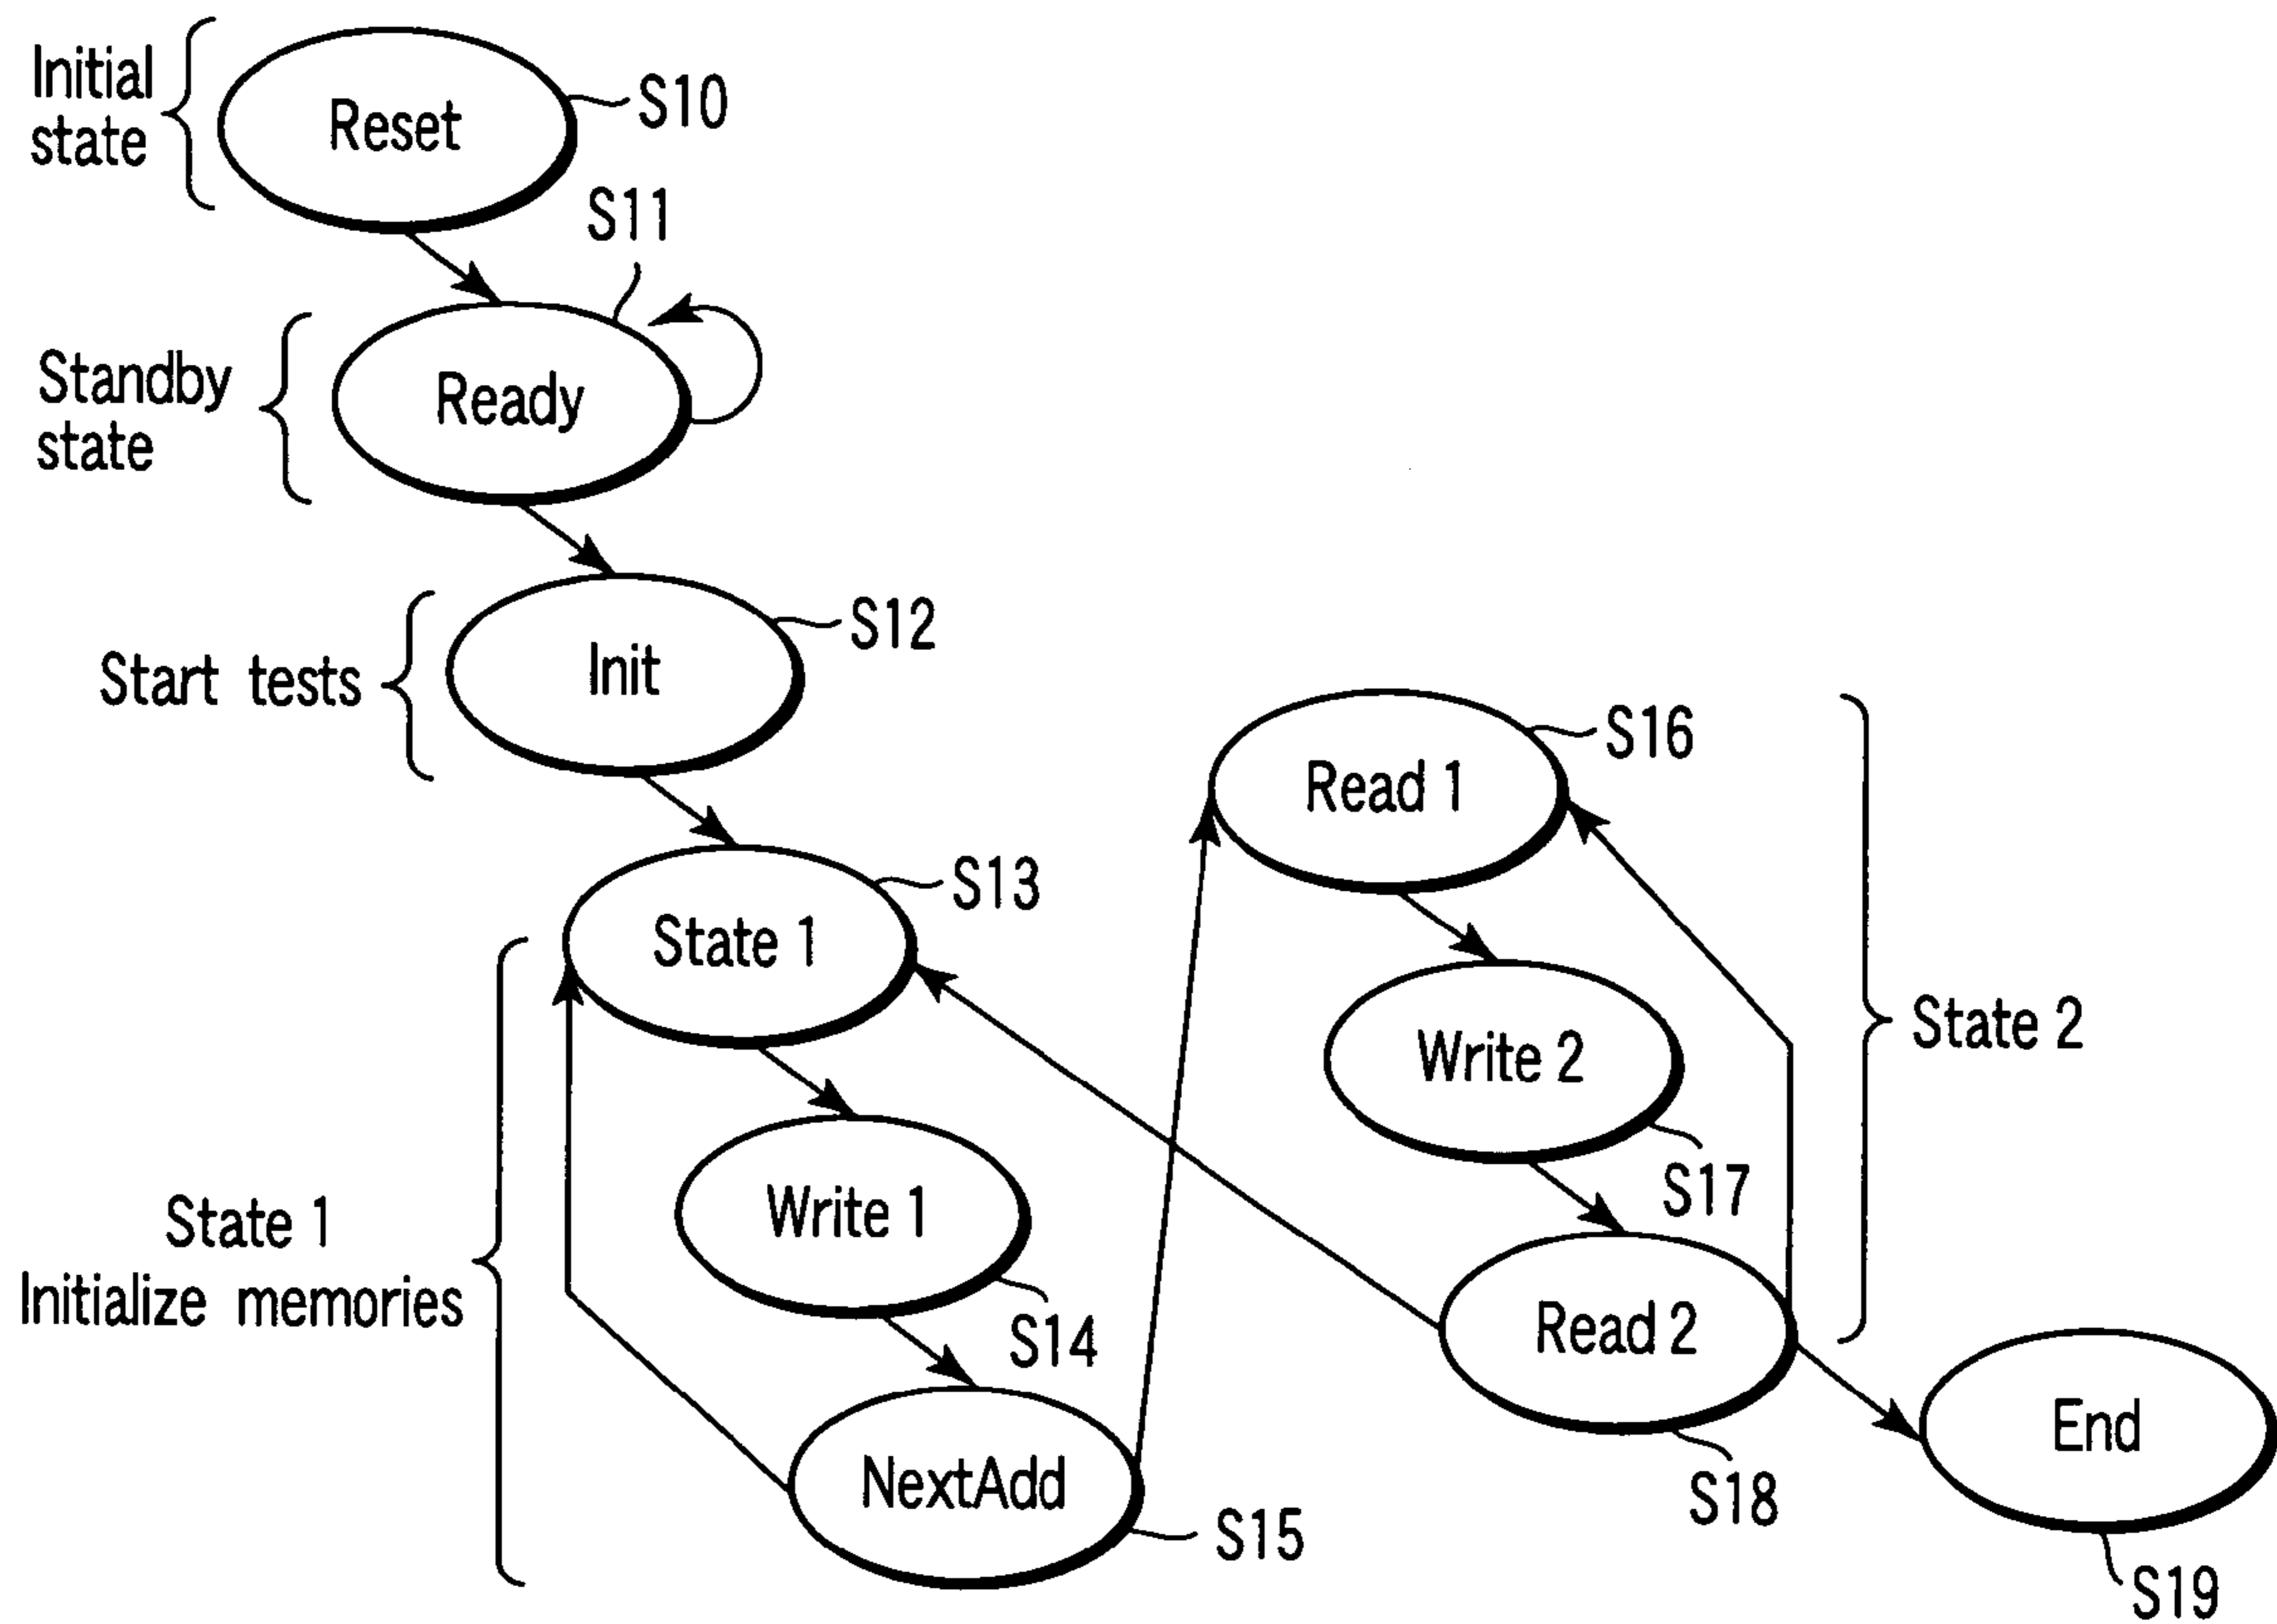 Initial
state
Reset
S10
S11
Standby
state
Ready
Start tests
Init
S12
S13
State 1
Write 1
S14
State 1
Initialize memories
NextAdd
S15
Read 1
S16
Write 2
S17
State 2
Read 2
S18
End
S19